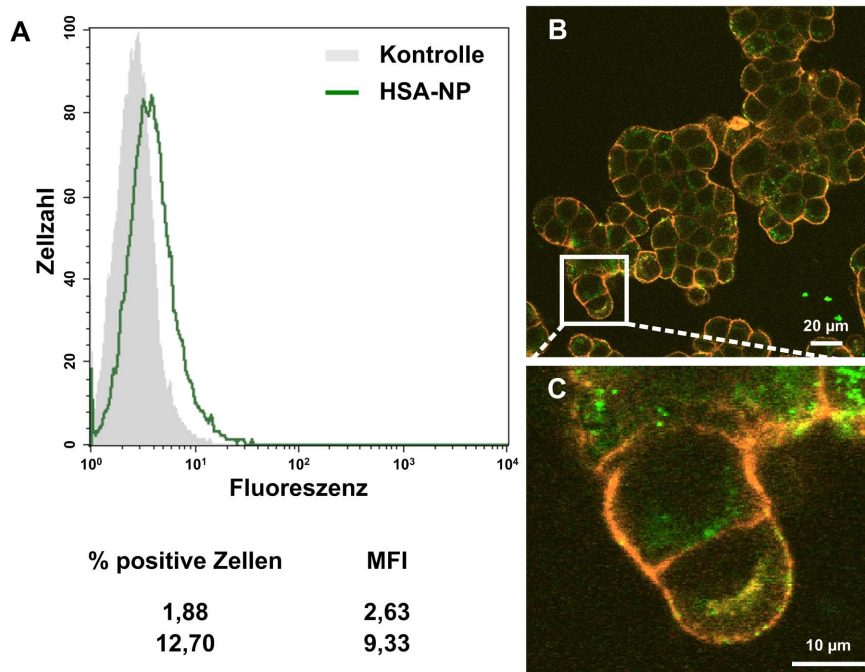 A
100
80
60
40
20
0
Zellzahl
Kontrolle
HSA-NP
10⁰ 10¹ 10² 10³ 10⁴
Fluoreszenz
% positive Zellen MFI
1,88 2,63
12,70 9,33
B
20 µm
C
10 µm